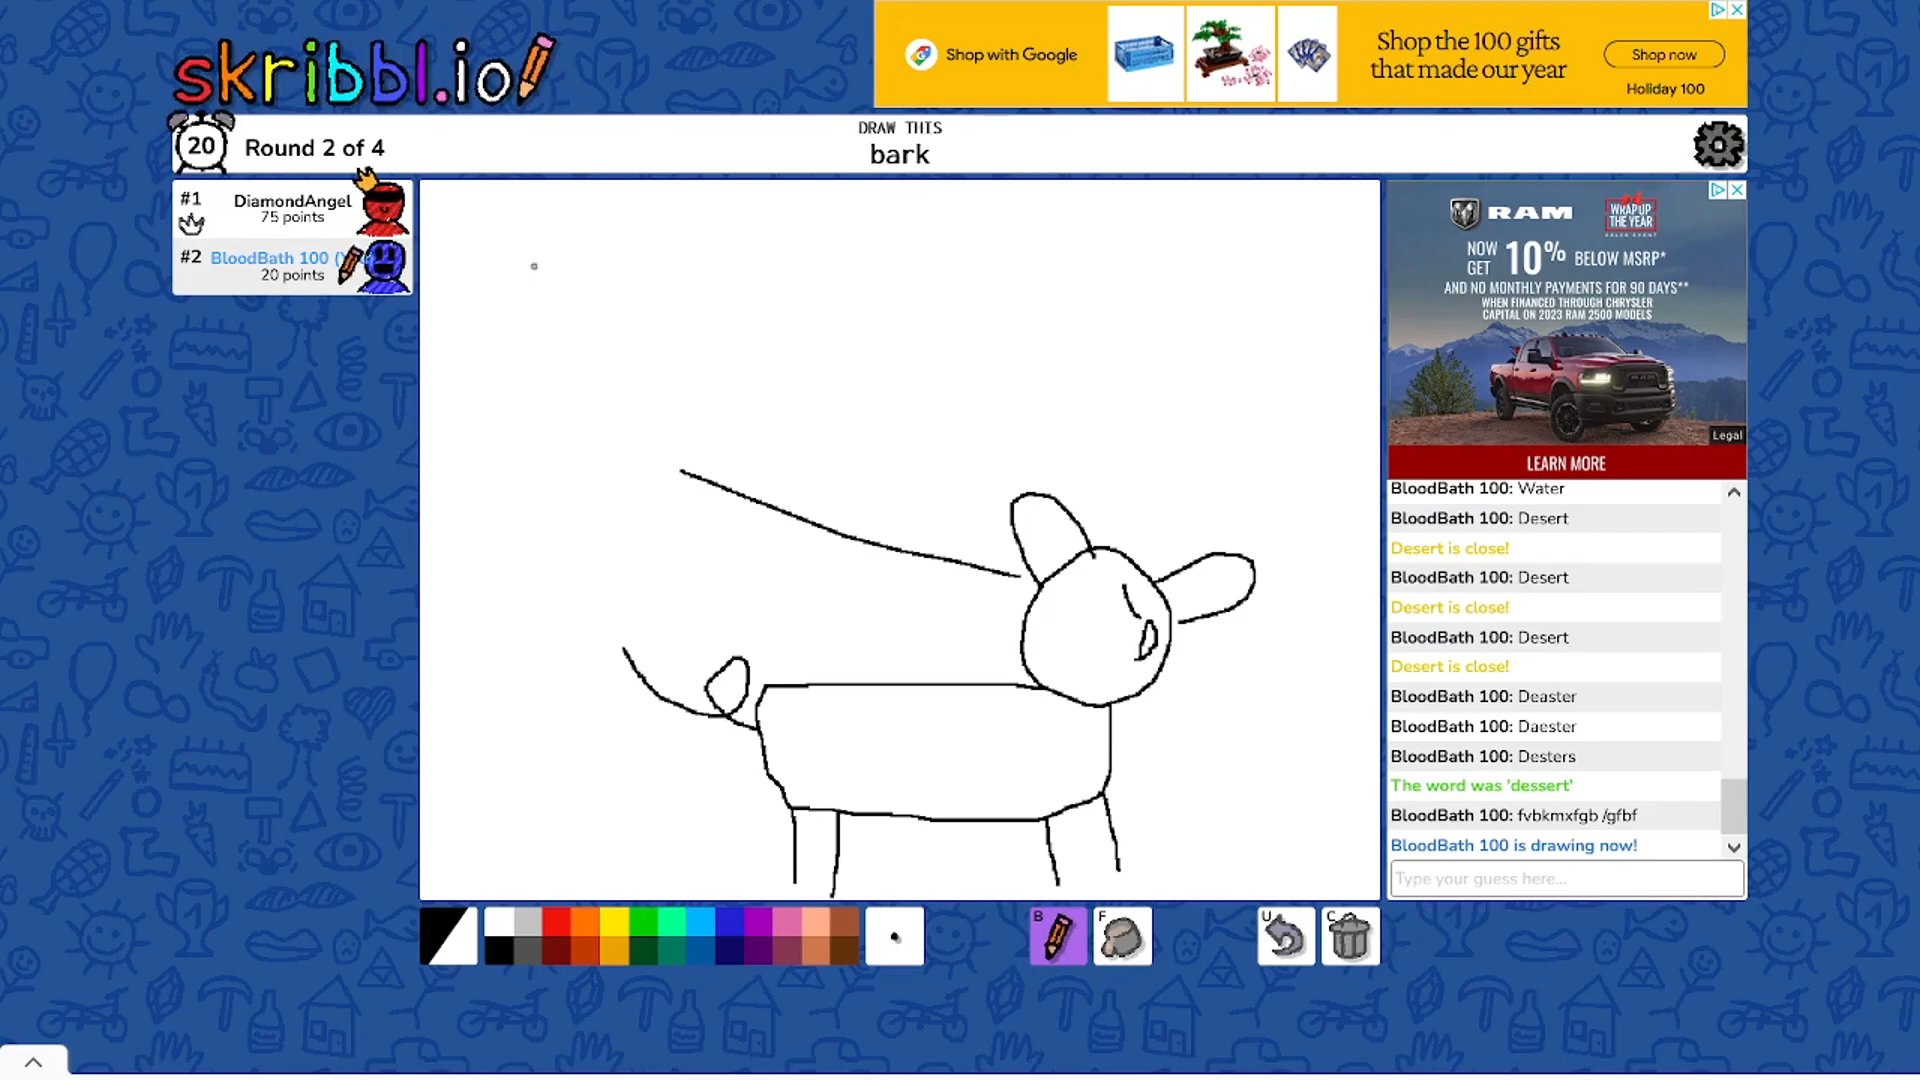 skribbl.io
Shop with Google
Shop the 100 gifts
that made our year
Shop now
Holiday 100
20
Round 2 of 4
DRAW THIS
bark
#1
DiamondAngel
75 points
#2
BloodBath 100
20 points
RAM
WRAP UP
THE YEAR
NOW
GET
10%
BELOW MSRP*
AND NO MONTHLY PAYMENTS FOR 90 DAYS**
WHEN FINANCED THROUGH CHRYSLER
CAPITAL ON 2023 RAM 2500 MODELS
Legal
LEARN MORE
BloodBath 100: Water
BloodBath 100: Desert
Desert is close!
BloodBath 100: Desert
Desert is close!
BloodBath 100: Desert
Desert is close!
BloodBath 100: Deaster
BloodBath 100: Daester
BloodBath 100: Desters
The word was 'dessert'
BloodBath 100: fvbkmxfgb /gfbf
BloodBath 100 is drawing now!
Type your guess here...
B
F
U
C